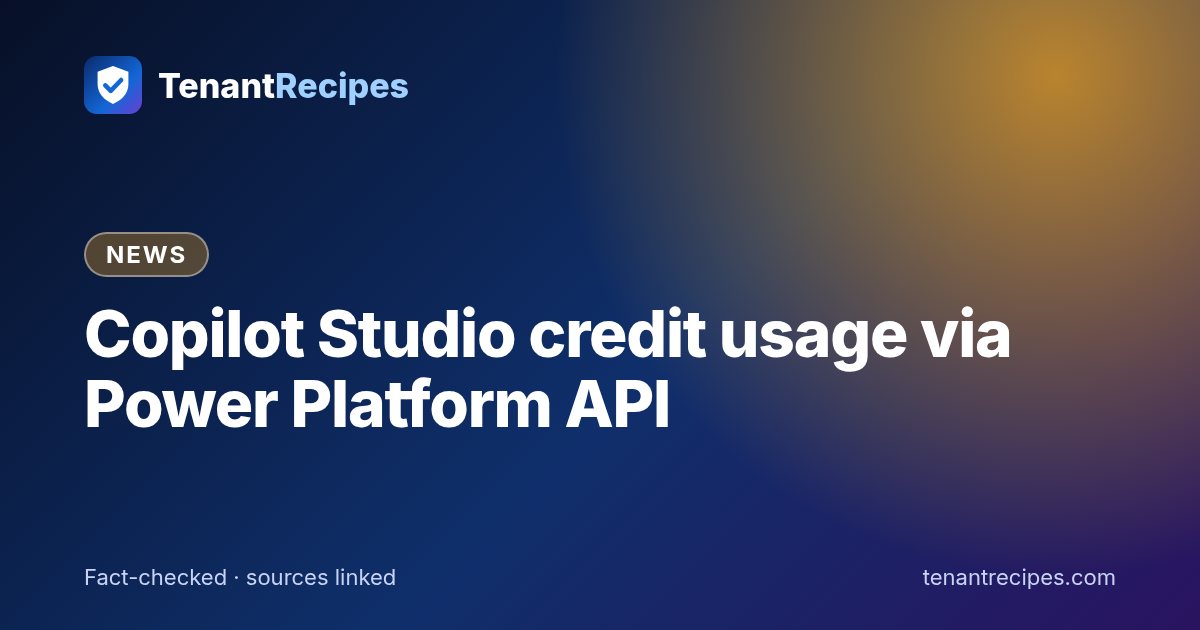 TenantRecipes
NEWS
Copilot Studio credit usage via
Power Platform API
Fact-checked · sources linked
tenantrecipes.com